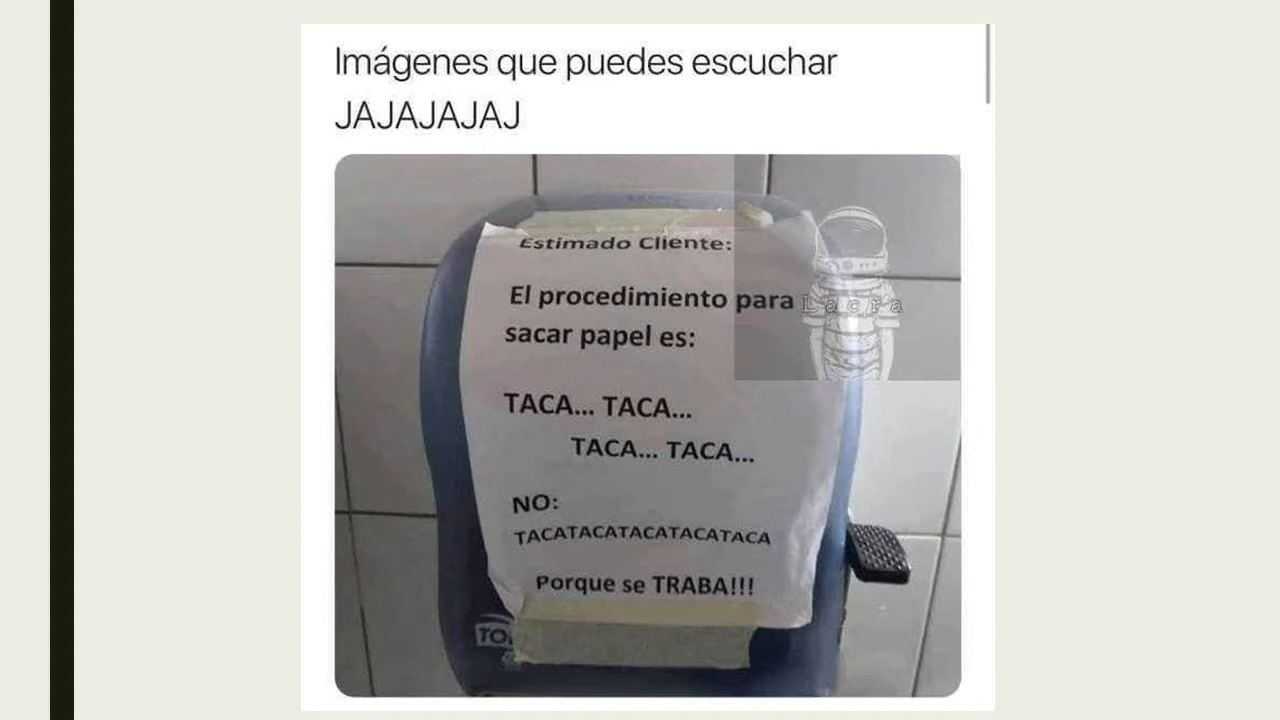 Imágenes que puedes escuchar
JAJAJAJAJ
Estimado Cliente:
El procedimiento para
sacar papel es:
TACA... TACA...
TACA... TACA...
NO:
TACATACATACATACATACA
Porque se TRABA!!!
Lacra